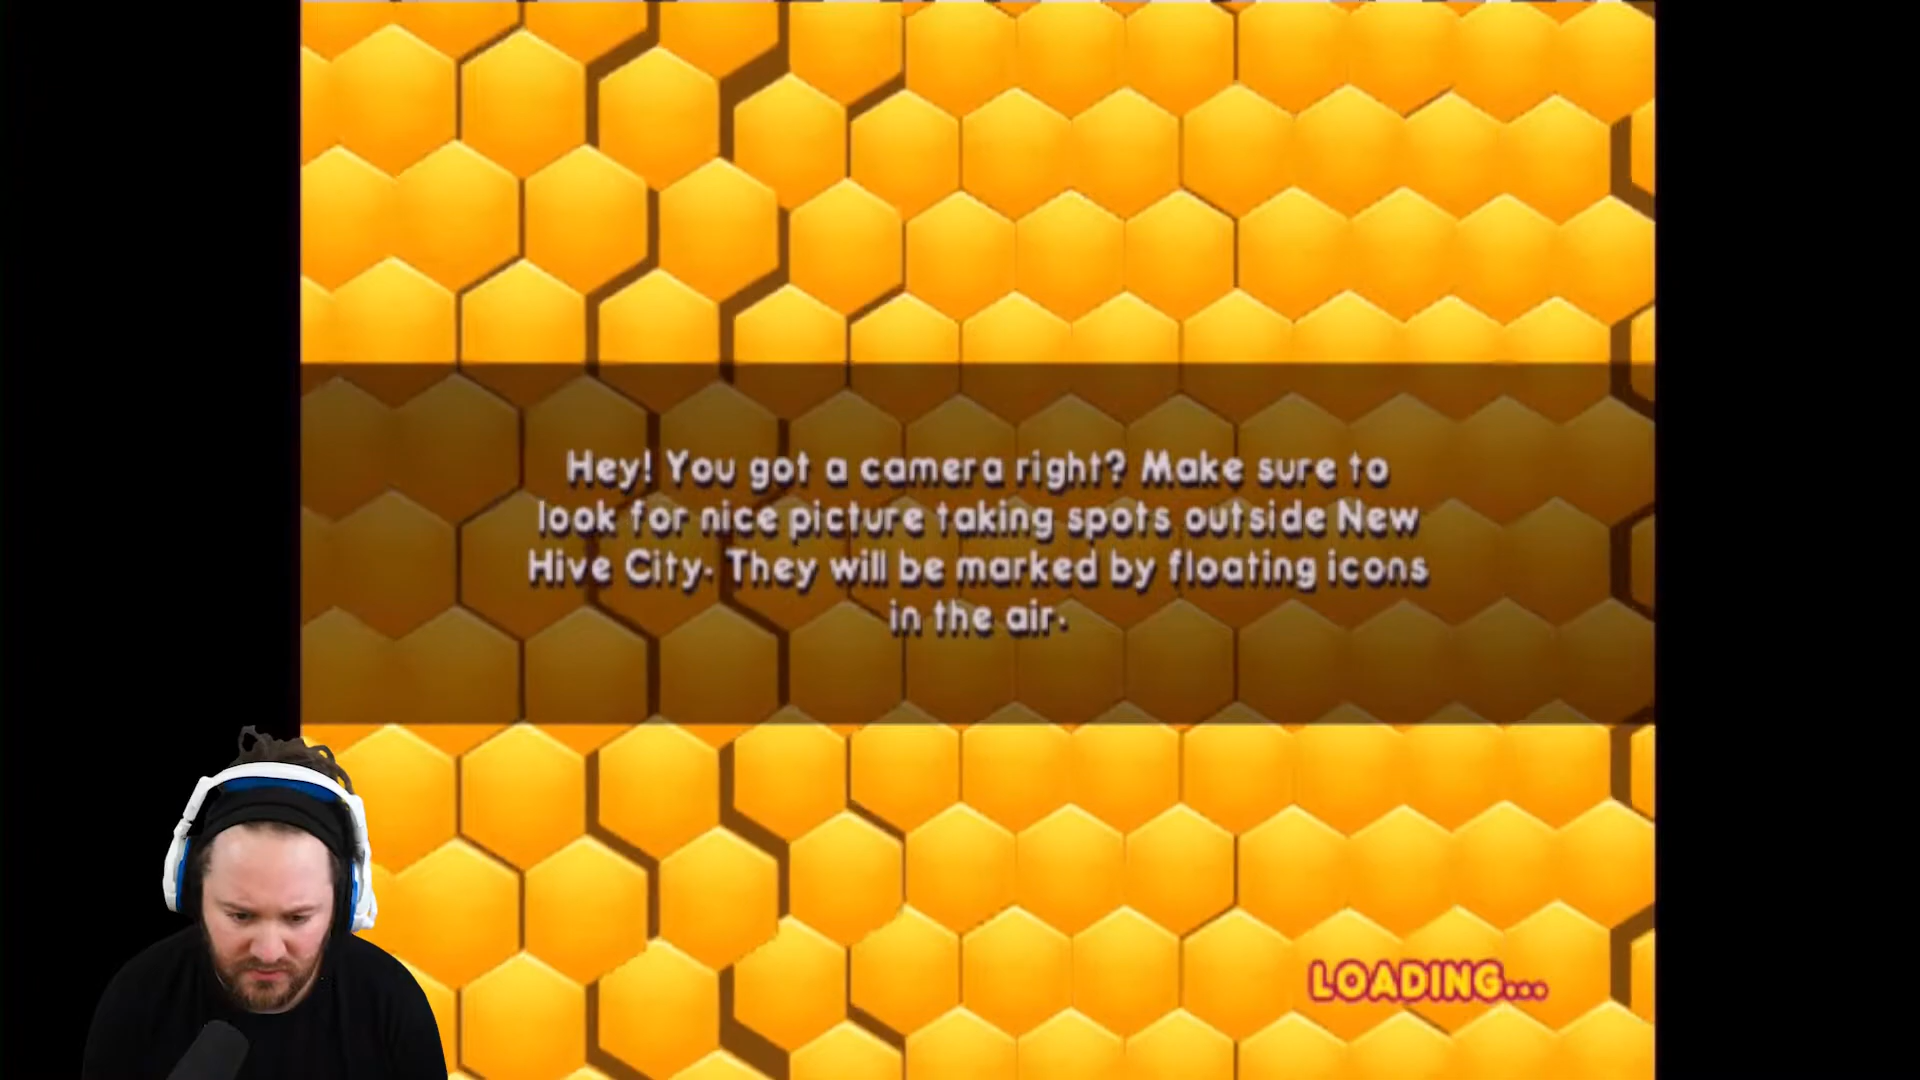 Hey! You got a camera right? Make sure to
look for nice picture taking spots outside New
Hive City. They will be marked by floating icons
in the air.
LOADING...